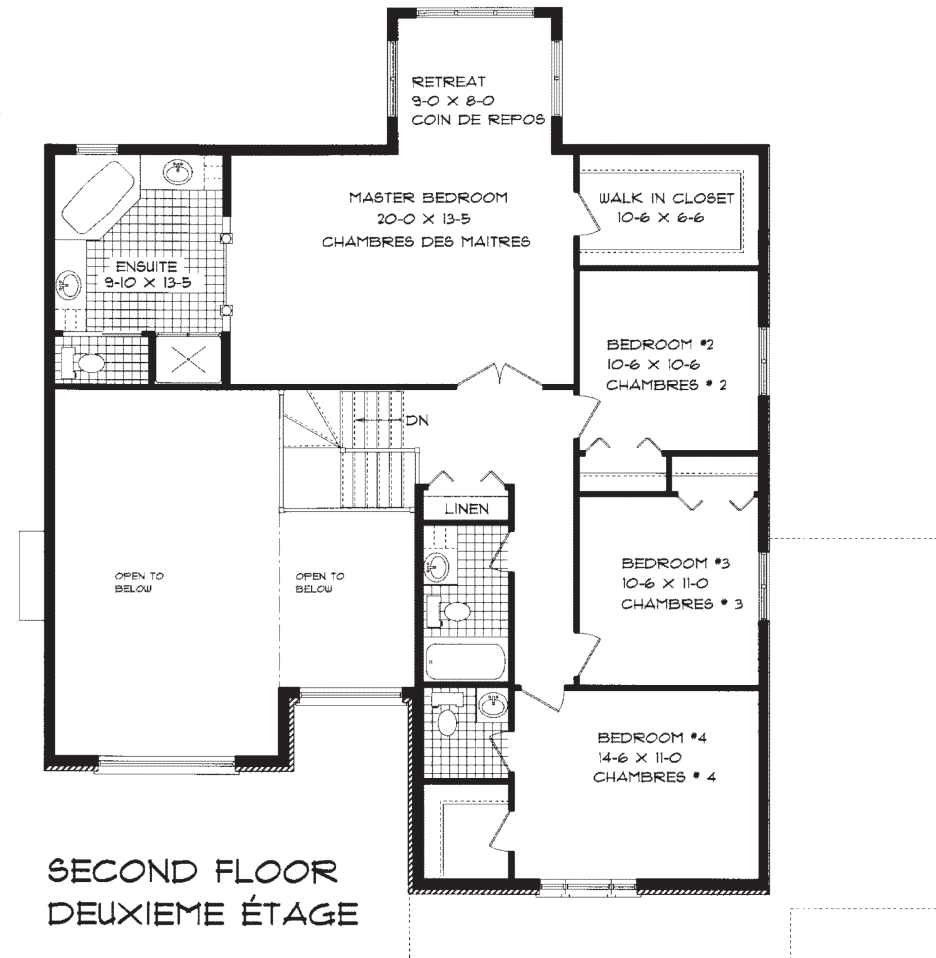 RETREAT
9-0 X 8-0
COIN DE REPOS
MASTER BEDROOM
20-0 X 13-5
CHAMBRES DES MAITRES
WALK IN CLOSET
10-6 X 6-6
ENSUITE
9-10 X 13-5
BEDROOM #2
10-6 X 10-6
CHAMBRES # 2
DN
LINEN
OPEN TO
BELOW
OPEN TO
BELOW
BEDROOM #3
10-6 X 11-0
CHAMBRES # 3
BEDROOM #4
14-6 X 11-0
CHAMBRES # 4
SECOND FLOOR
DEUXIEME ÉTAGE